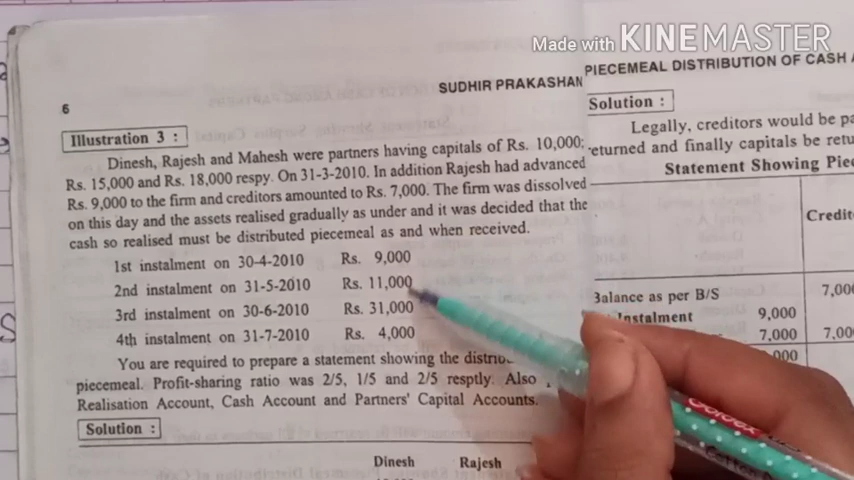 Made with KINEMASTER
6
SUDHIR PRAKASHAN
Illustration 3 :
Dinesh, Rajesh and Mahesh were partners having capitals of Rs. 10,000;
Rs. 15,000 and Rs. 18,000 respy. On 31-3-2010. In addition Rajesh had advanced
Rs. 9,000 to the firm and creditors amounted to Rs. 7,000. The firm was dissolved
on this day and the assets realised gradually as under and it was decided that the
cash so realised must be distributed piecemeal as and when received.
1st instalment on 30-4-2010 Rs. 9,000
2nd instalment on 31-5-2010 Rs. 11,000
3rd instalment on 30-6-2010 Rs. 31,000
4th instalment on 31-7-2010 Rs. 4,000
You are required to prepare a statement showing the
piecemeal. Profit-sharing ratio was 2/5, 1/5 and 2/5 resptly. Also
Realisation Account, Cash Account and Partners' Capital Accounts.
Solution :
Dinesh Rajesh
PIECEMEAL DISTRIBUTION OF CASH
Solution :
Legally, creditors would be
and finally capitals be
Statement Showing
Balance as per B/S 7,000
Instalment 9,000
7,000